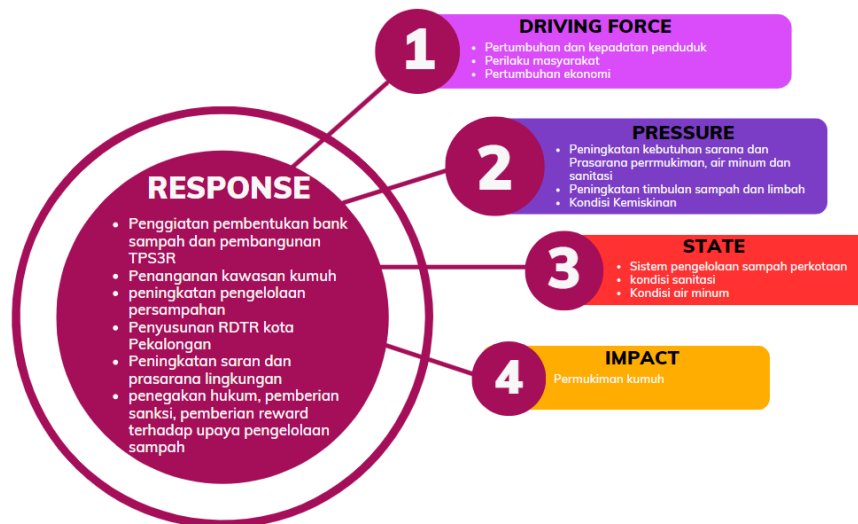 RESPONSE
• Penggiatan pembentukan bank
sampah dan pembangunan
TPS3R
• Penanganan kawasan kumuh
• peningkatan pengelolaan
persampahan
• Penyusunan RDTR kota
Pekalongan
• Peningkatan saran dan
prasarana lingkungan
• penegakan hukum, pemberian
sanksi, pemberian reward
terhadap upaya pengelolaan
sampah
1
DRIVING FORCE
• Pertumbuhan dan kepadatan penduduk
• Perilaku masyarakat
• Pertumbuhan ekonomi
2
PRESSURE
• Peningkatan kebutuhan sarana dan
Prasarana perrmukiman, air minum dan
sanitasi
• Peningkatan timbulan sampah dan limbah
• Kondisi Kemiskinan
3
STATE
• Sistem pengelolaan sampah perkotaan
• kondisi sanitasi
• Kondisi air minum
4
IMPACT
Permukiman kumuh